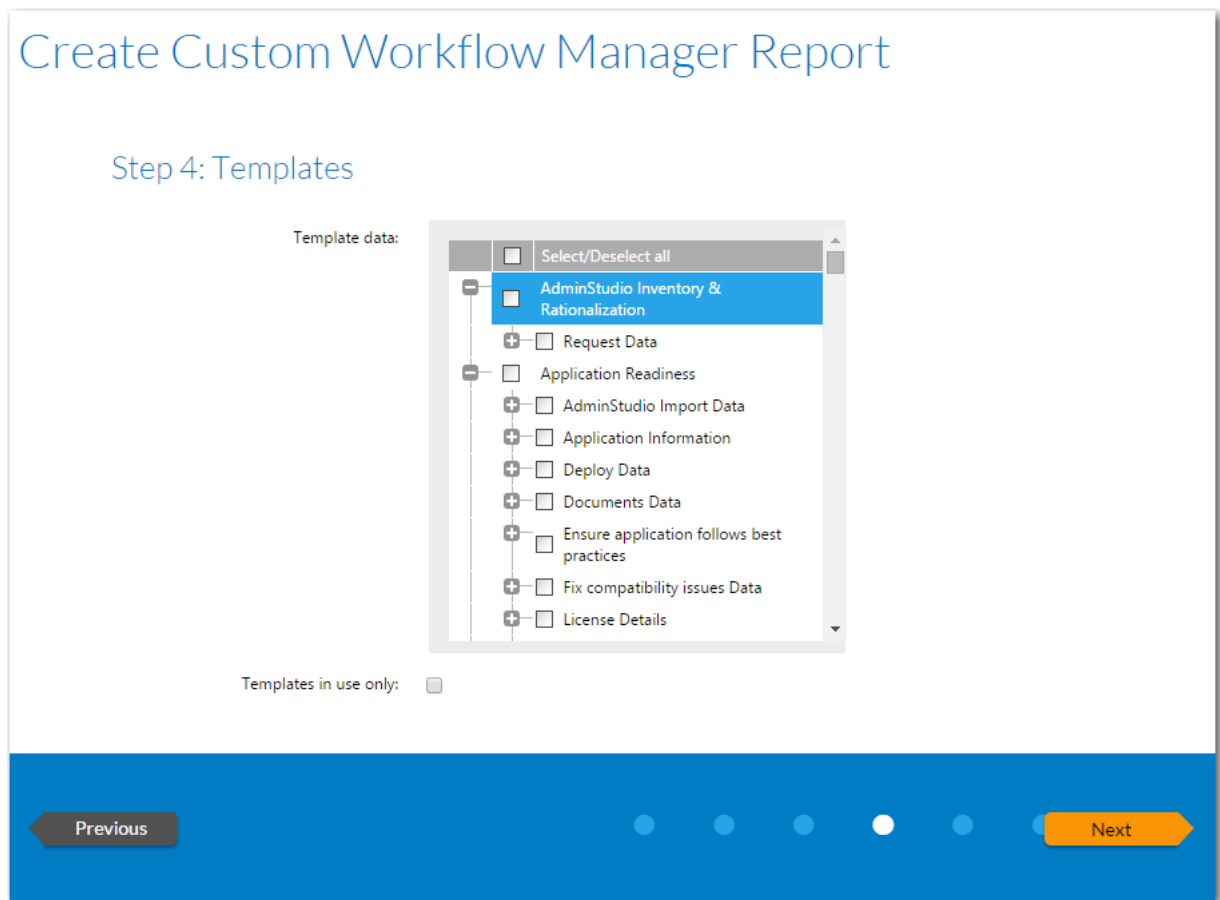 Create Custom Workflow Manager Report
Step 4: Templates
Template data:
Select/Deselect all
AdminStudio Inventory &
Rationalization
Request Data
Application Readiness
AdminStudio Import Data
Application Information
Deploy Data
Documents Data
Ensure application follows best
practices
Fix compatibility issues Data
License Details
Templates in use only:
Previous
Next